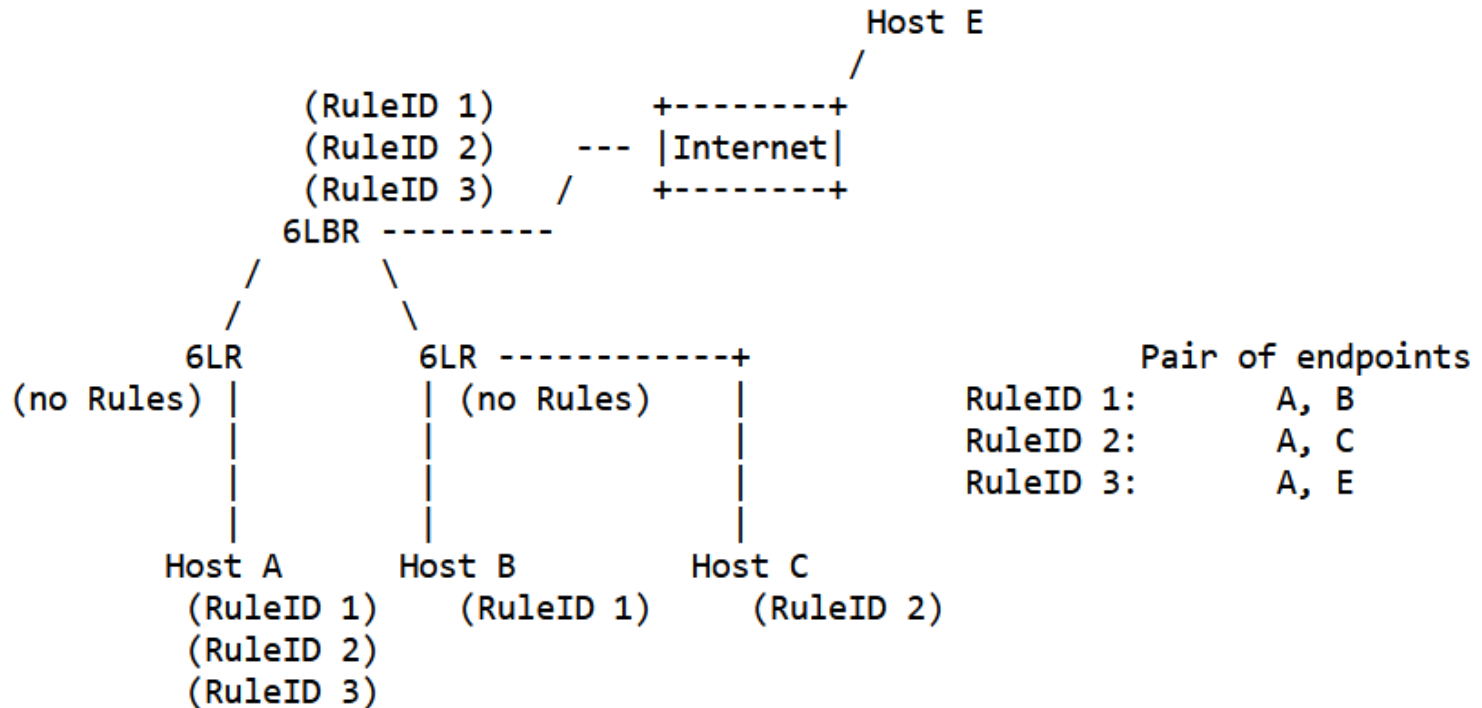 Host E
/
(RuleID 1) +--------+
(RuleID 2) --- |Internet|
(RuleID 3) / +--------+
6LBR ---------
/ \
/ \
6LR 6LR ------------+ Pair of endpoints
(no Rules) | | (no Rules) | RuleID 1: A, B
| | | RuleID 2: A, C
| | | RuleID 3: A, E
| | |
Host A Host B Host C
(RuleID 1) (RuleID 1) (RuleID 2)
(RuleID 2)
(RuleID 3)